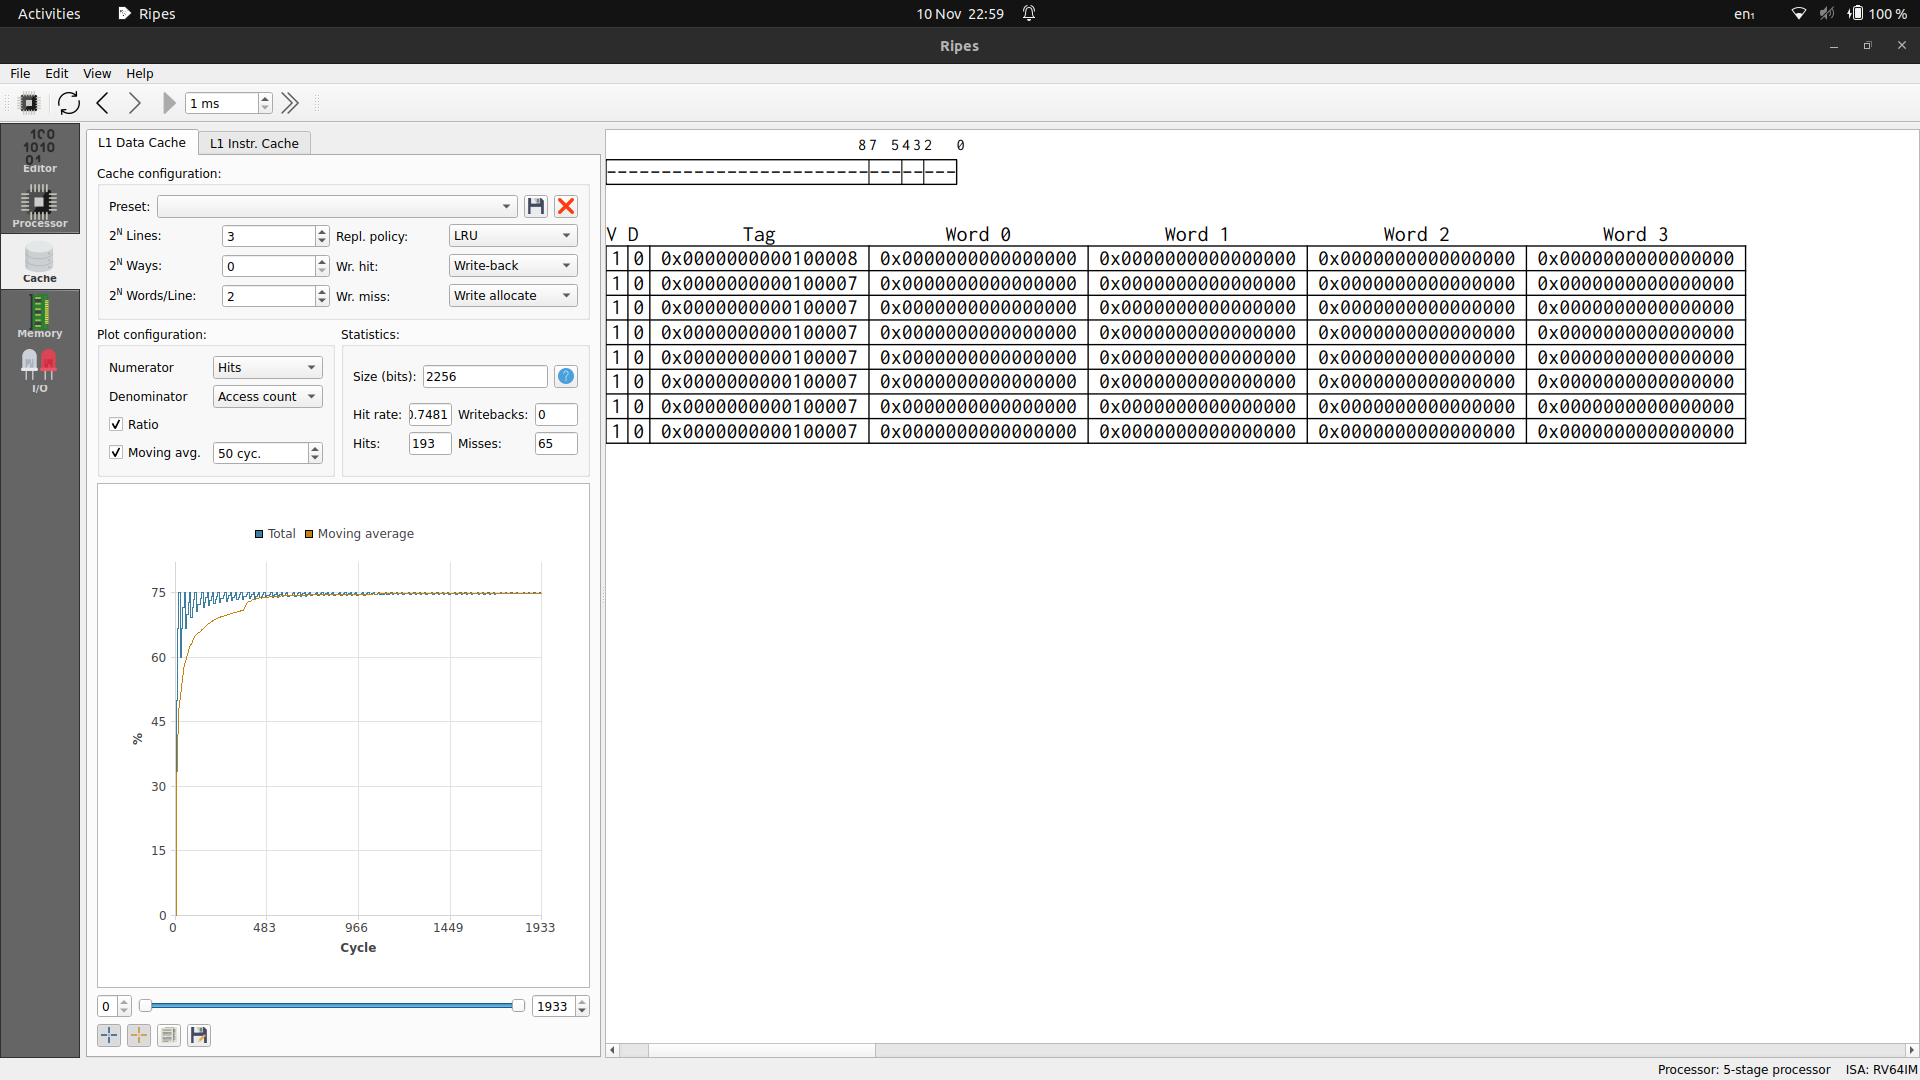 Activities Ripes 10 Nov 22:59 en₁ 100 %
Ripes
File Edit View Help
1 ms
100
1010
01
Editor
Processor
Cache
Memory
I/O
L1 Data Cache L1 Instr. Cache
Cache configuration:
Preset:
2ᴺ Lines: 3 Repl. policy: LRU
2ᴺ Ways: 0 Wr. hit: Write-back
2ᴺ Words/Line: 2 Wr. miss: Write allocate
Plot configuration: Statistics:
Numerator Hits
Denominator Access count
Ratio
Moving avg. 50 cyc.
Size (bits): 2256 ?
Hit rate: 0.7481 Writebacks: 0
Hits: 193 Misses: 65
Total Moving average
75
60
45
30
15
0
%
0 483 966 1449 1933
Cycle
0 1933
87 5432 0
--------------------------------
V D Tag Word 0 Word 1 Word 2 Word 3
1 0 0x0000000000100008 0x0000000000000000 0x0000000000000000 0x0000000000000000 0x0000000000000000
1 0 0x0000000000100007 0x0000000000000000 0x0000000000000000 0x0000000000000000 0x0000000000000000
1 0 0x0000000000100007 0x0000000000000000 0x0000000000000000 0x0000000000000000 0x0000000000000000
1 0 0x0000000000100007 0x0000000000000000 0x0000000000000000 0x0000000000000000 0x0000000000000000
1 0 0x0000000000100007 0x0000000000000000 0x0000000000000000 0x0000000000000000 0x0000000000000000
1 0 0x0000000000100007 0x0000000000000000 0x0000000000000000 0x0000000000000000 0x0000000000000000
1 0 0x0000000000100007 0x0000000000000000 0x0000000000000000 0x0000000000000000 0x0000000000000000
1 0 0x0000000000100007 0x0000000000000000 0x0000000000000000 0x0000000000000000 0x0000000000000000
Processor: 5-stage processor ISA: RV64IM